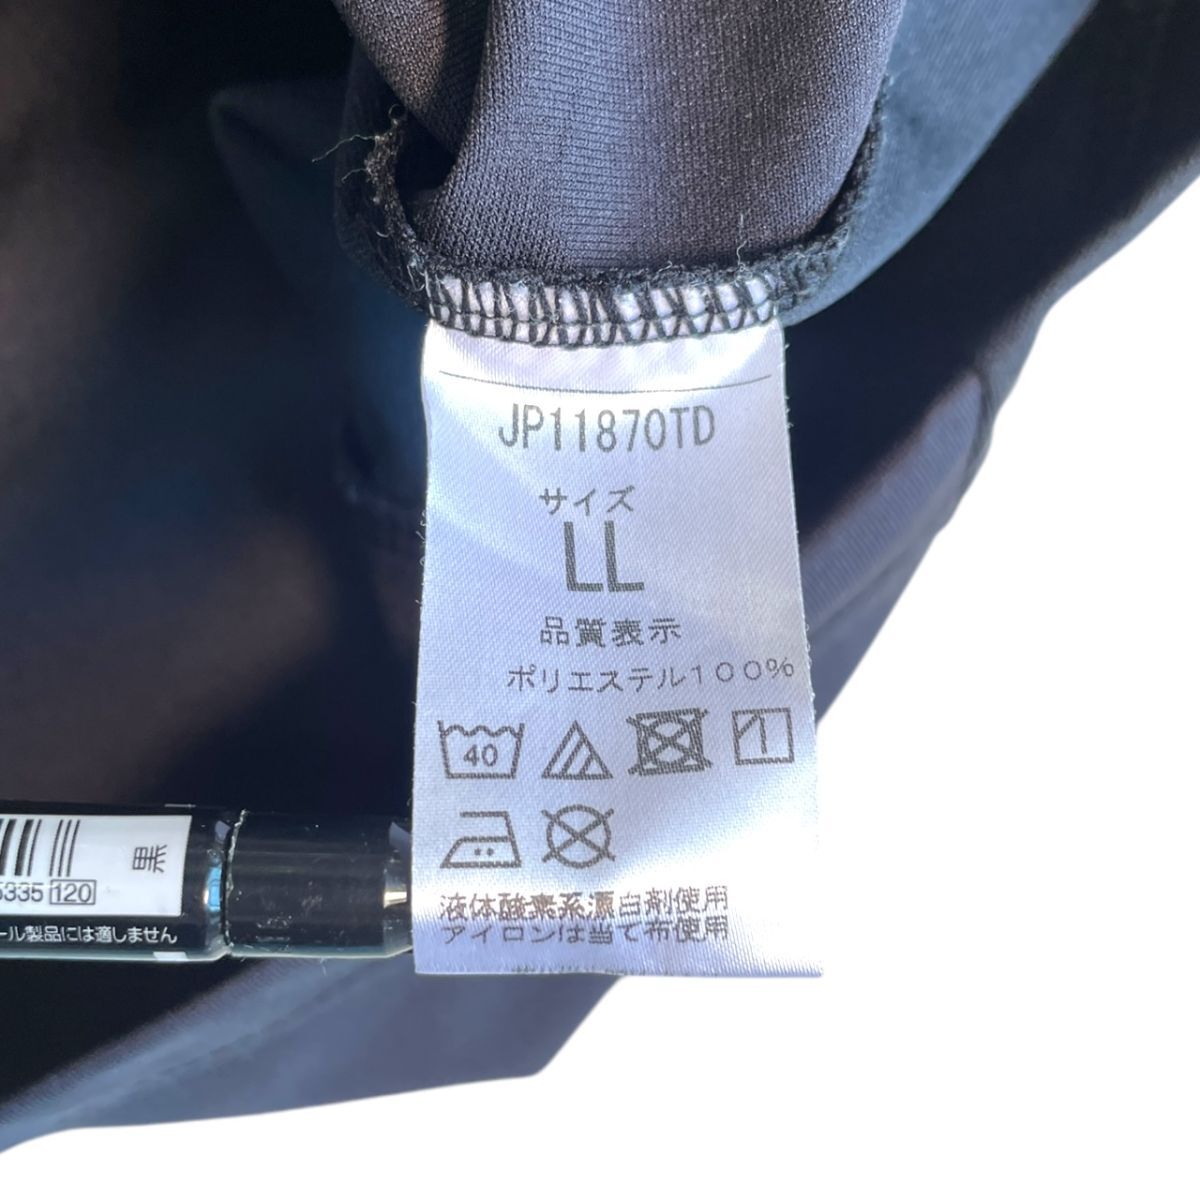 JP11870TD
サイズ
LL
品質表示
ポリエステル100%
40
液体酸素系漂白剤使用
アイロンは当て布使用
黒
5335 120
ール製品には適しません